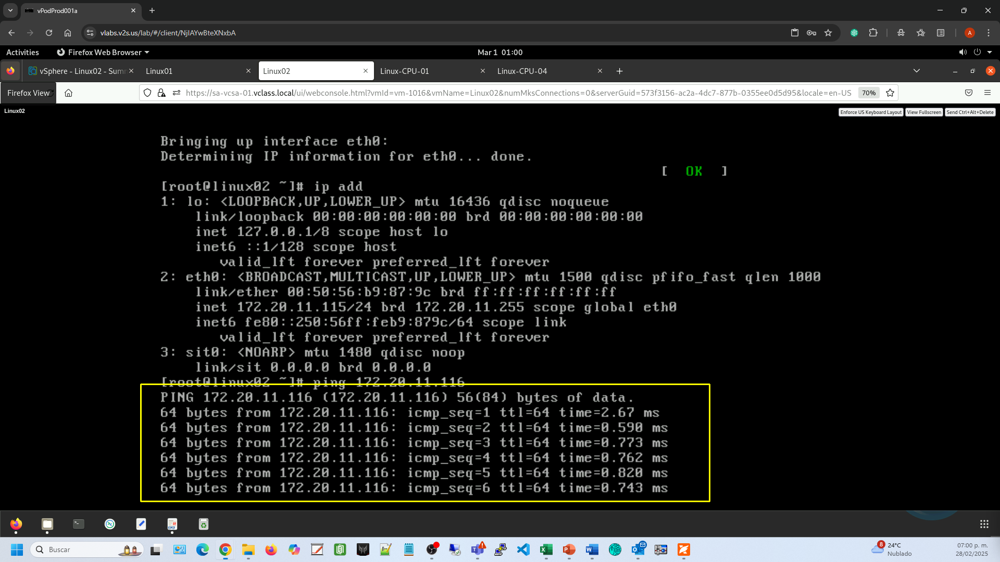 vPodProd001a
vlabs.v2s.us/lab/#/client/NjIAYwBteXNxbA
A
Activities
Firefox Web Browser
Mar 1 01:00
vSphere - Linux02 - Sum
Linux01
Linux02
Linux-CPU-01
Linux-CPU-04
Firefox View
https://sa-vcsa-01.vclass.local/ui/webconsole.html?vmId=vm-1016&vmName=Linux02&numMksConnections=0&serverGuid=573f3156-ac2a-4dc7-877b-0355ee0d5d95&locale=en-US
70%
Linux02
Enforce US Keyboard Layout
View Fullscreen
Send Ctrl+Alt+Delete
Bringing up interface eth0:
Determining IP information for eth0... done.
[ OK ]
[root@linux02 ~]# ip add
1: lo: <LOOPBACK,UP,LOWER_UP> mtu 16436 qdisc noqueue
link/loopback 00:00:00:00:00:00 brd 00:00:00:00:00:00
inet 127.0.0.1/8 scope host lo
inet6 ::1/128 scope host
valid_lft forever preferred_lft forever
2: eth0: <BROADCAST,MULTICAST,UP,LOWER_UP> mtu 1500 qdisc pfifo_fast qlen 1000
link/ether 00:50:56:b9:87:9c brd ff:ff:ff:ff:ff:ff
inet 172.20.11.115/24 brd 172.20.11.255 scope global eth0
inet6 fe80::250:56ff:feb9:879c/64 scope link
valid_lft forever preferred_lft forever
3: sit0: <NOARP> mtu 1480 qdisc noop
link/sit 0.0.0.0 brd 0.0.0.0
[root@linux02 ~]# ping 172.20.11.116
PING 172.20.11.116 (172.20.11.116) 56(84) bytes of data.
64 bytes from 172.20.11.116: icmp_seq=1 ttl=64 time=2.67 ms
64 bytes from 172.20.11.116: icmp_seq=2 ttl=64 time=0.590 ms
64 bytes from 172.20.11.116: icmp_seq=3 ttl=64 time=0.773 ms
64 bytes from 172.20.11.116: icmp_seq=4 ttl=64 time=0.762 ms
64 bytes from 172.20.11.116: icmp_seq=5 ttl=64 time=0.820 ms
64 bytes from 172.20.11.116: icmp_seq=6 ttl=64 time=0.743 ms
Buscar
8
24°C
Nublado
07:00 p. m.
28/02/2025